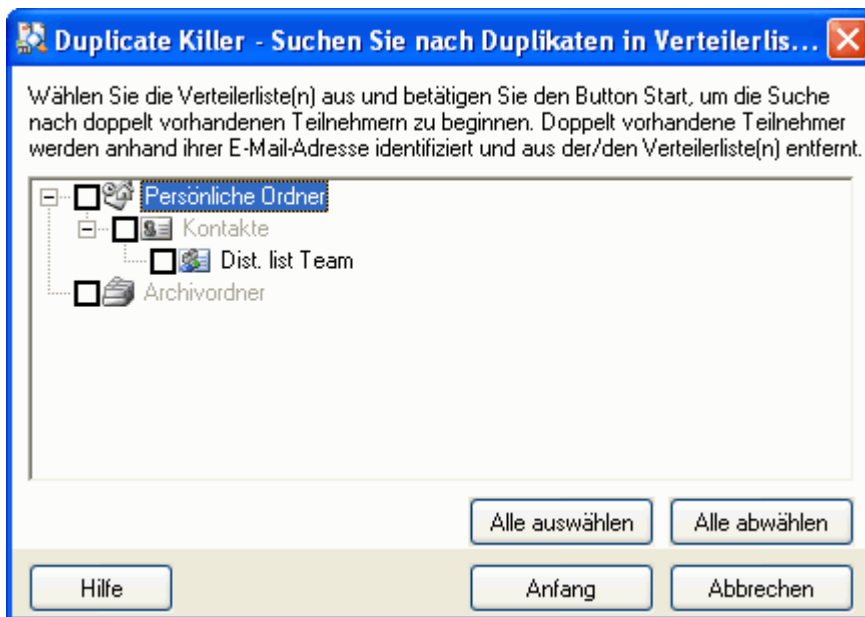 Duplicate Killer - Suchen Sie nach Duplikaten in Verteilerlis...
Wählen Sie die Verteilerliste(n) aus und betätigen Sie den Button Start, um die Suche
nach doppelt vorhandenen Teilnehmern zu beginnen. Doppelt vorhandene Teilnehmer
werden anhand ihrer E-Mail-Adresse identifiziert und aus der/den Verteilerliste(n) entfernt.
Persönliche Ordner
Kontakte
Dist. list Team
Archivordner
Alle auswählen
Alle abwählen
Hilfe
Anfang
Abbrechen